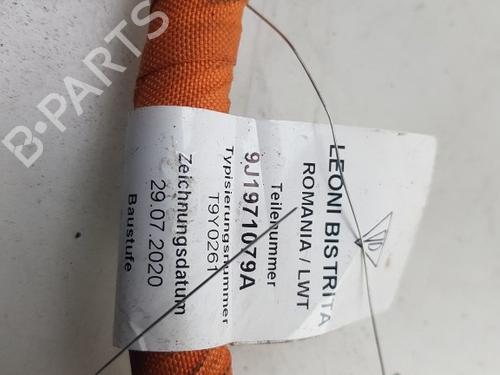 B-PARTS
LEONI BISTRITA
ROMANIA / LWT
Teilenummer
9J1971079A
Typisierungsnummer
T9Y0261
Zeichnungsdatum
29.07.2020
Baustufe